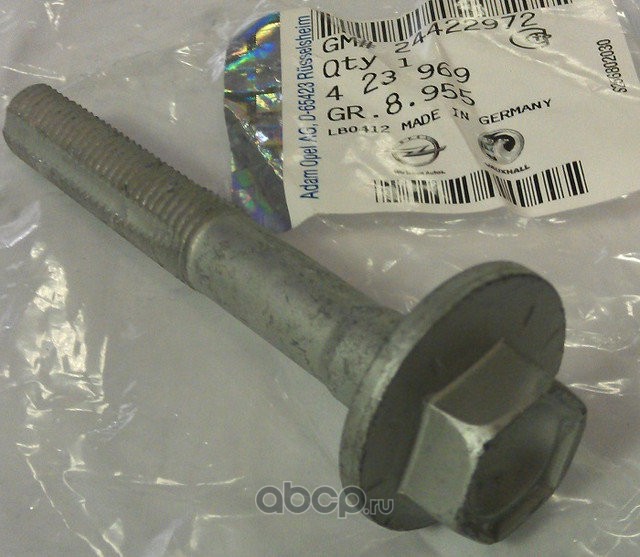 GM# 24422972
Qty 1
4 23 969
GR.8.955
LB0412 MADE IN GERMANY
Adam Opel AG, D-65423 Rüsselsheim
VAUXHALL
abcp.ru